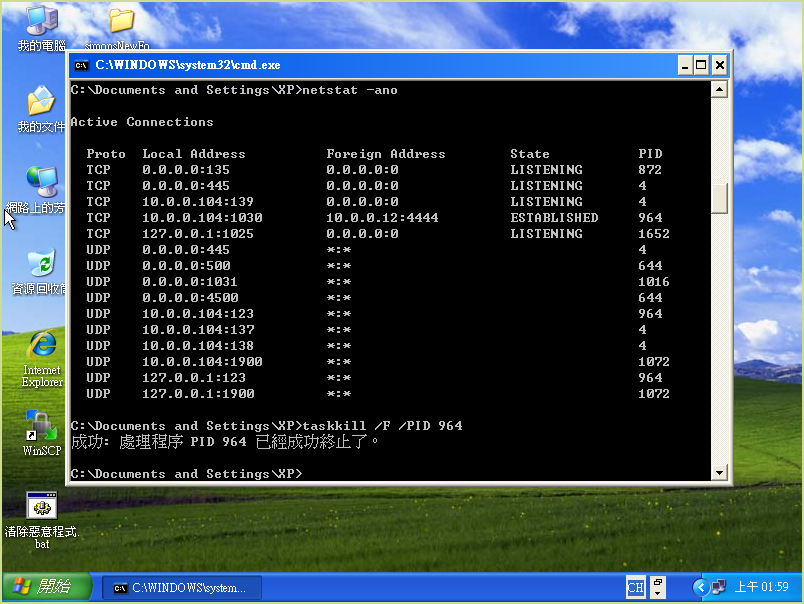 我的電腦
simonsNewFo
我的文件
網路上的芳
資源回收筒
Internet
Explorer
WinSCP
清除惡意程式.
bat
C:\WINDOWS\system32\cmd.exe
C:\Documents and Settings\XP>netstat -ano
Active Connections
Proto Local Address Foreign Address State PID
TCP 0.0.0.0:135 0.0.0.0:0 LISTENING 872
TCP 0.0.0.0:445 0.0.0.0:0 LISTENING 4
TCP 10.0.0.104:139 0.0.0.0:0 LISTENING 4
TCP 10.0.0.104:1030 10.0.0.12:4444 ESTABLISHED 964
TCP 127.0.0.1:1025 0.0.0.0:0 LISTENING 1652
UDP 0.0.0.0:445 *:* 4
UDP 0.0.0.0:500 *:* 644
UDP 0.0.0.0:1031 *:* 1016
UDP 0.0.0.0:4500 *:* 644
UDP 10.0.0.104:123 *:* 964
UDP 10.0.0.104:137 *:* 4
UDP 10.0.0.104:138 *:* 4
UDP 10.0.0.104:1900 *:* 1072
UDP 127.0.0.1:123 *:* 964
UDP 127.0.0.1:1900 *:* 1072
C:\Documents and Settings\XP>taskkill /F /PID 964
成功: 處理程序 PID 964 已經成功終止了。
C:\Documents and Settings\XP>
開始
C:\WINDOWS\system...
CH
上午 01:59